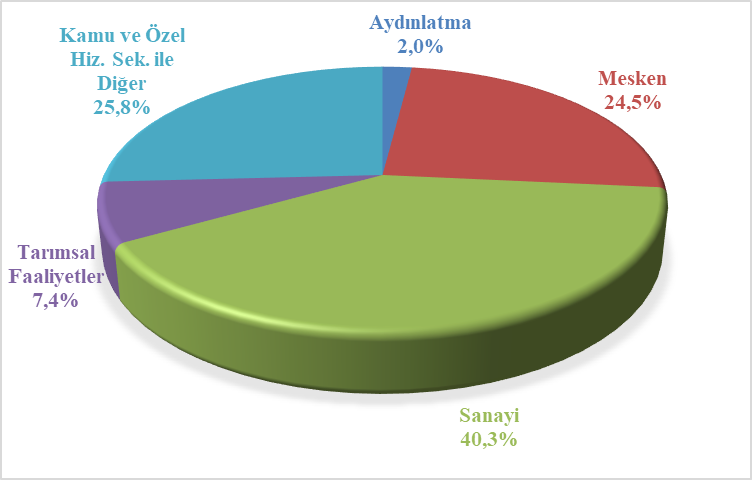 Aydınlatma
2,0%
Kamu ve Özel
Hiz. Sek. ile
Diğer
25,8%
Mesken
24,5%
Tarımsal
Faaliyetler
7,4%
Sanayi
40,3%